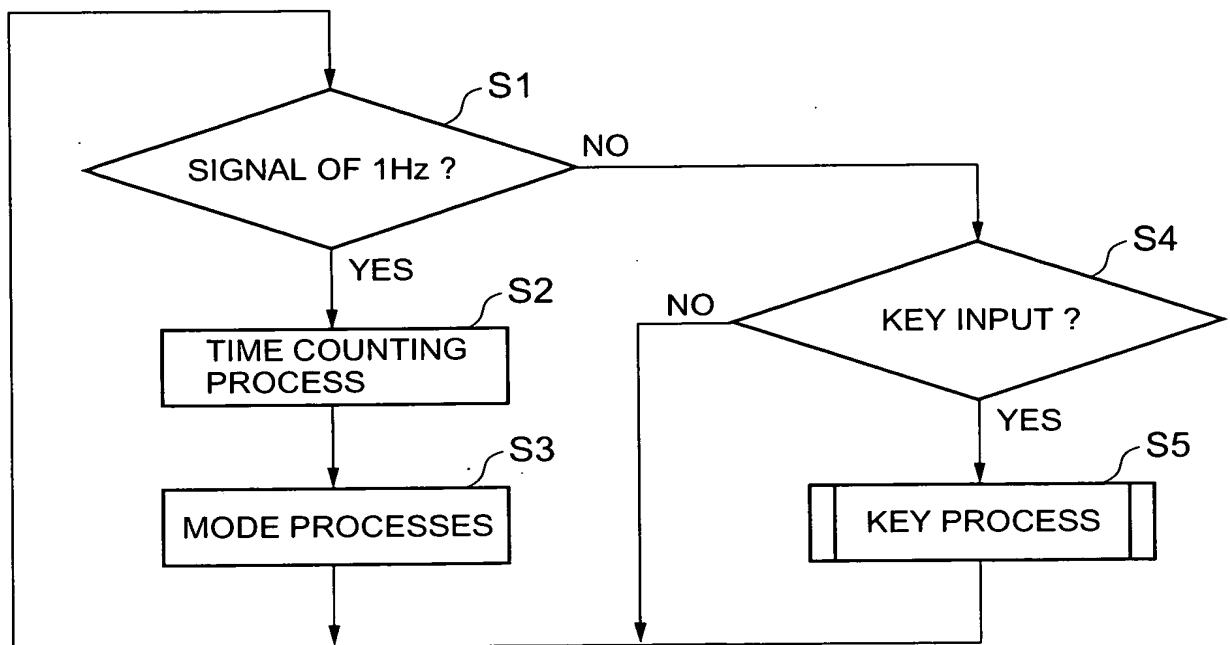 S1
SIGNAL OF 1Hz ?
NO
YES
S2
TIME COUNTING
PROCESS
S3
MODE PROCESSES
S4
KEY INPUT ?
NO
YES
S5
KEY PROCESS